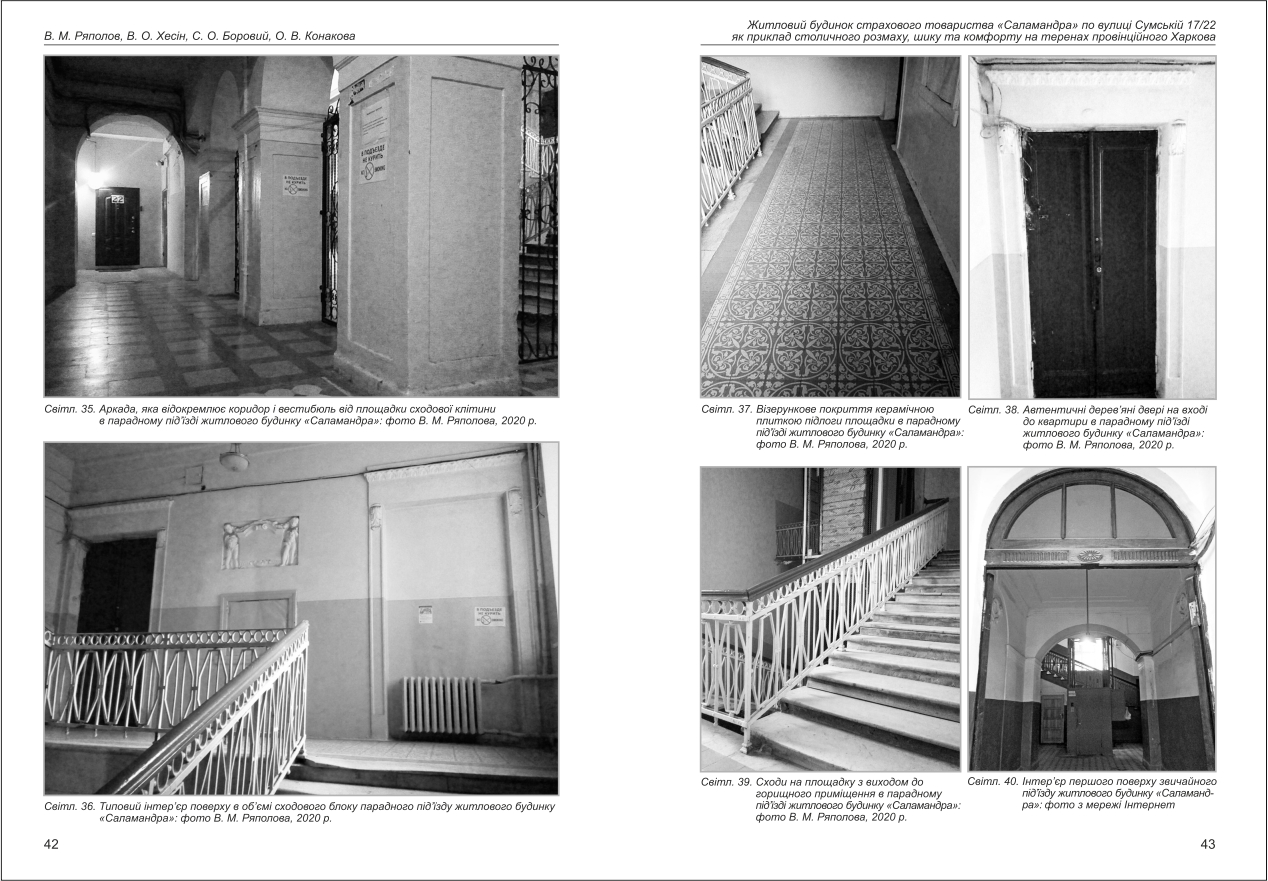 В. М. Ряполов, В. О. Хесін, С. О. Боровий, О. В. Конакова
22
В ПОДЪЕЗДЕ
НЕ КУРИТЬ
В ПОДЪЕЗДЕ
НЕ КУРИТЬ
Світл. 35. Аркада, яка відокремлює коридор і вестибюль від площадки сходової клітини
в парадному під’їзді житлового будинку «Саламандра»: фото В. М. Ряполова, 2020 р.
В ПОДЪЕЗДЕ
НЕ КУРИТЬ
Світл. 36. Типовий інтер’єр поверху в об’ємі сходового блоку парадного під’їзду житлового будинку
«Саламандра»: фото В. М. Ряполова, 2020 р.
42
Житловий будинок страхового товариства «Саламандра» по вулиці Сумській 17/22
як приклад столичного розмаху, шику та комфорту на теренах провінційного Харкова
Світл. 37. Візерункове покриття керамічною
плиткою підлоги площадки в парадному
під’їзді житлового будинку «Саламандра»:
фото В. М. Ряполова, 2020 р.
Світл. 38. Автентичні дерев’яні двері на вході
до квартири в парадному під’їзді
житлового будинку «Саламандра»:
фото В. М. Ряполова, 2020 р.
Світл. 39. Сходи на площадку з виходом до
горищного приміщення в парадному
під’їзді житлового будинку «Саламандра»:
фото В. М. Ряполова, 2020 р.
Світл. 40. Інтер’єр першого поверху звичайного
під’їзду житлового будинку «Саламанд-
ра»: фото з мережі Інтернет
43